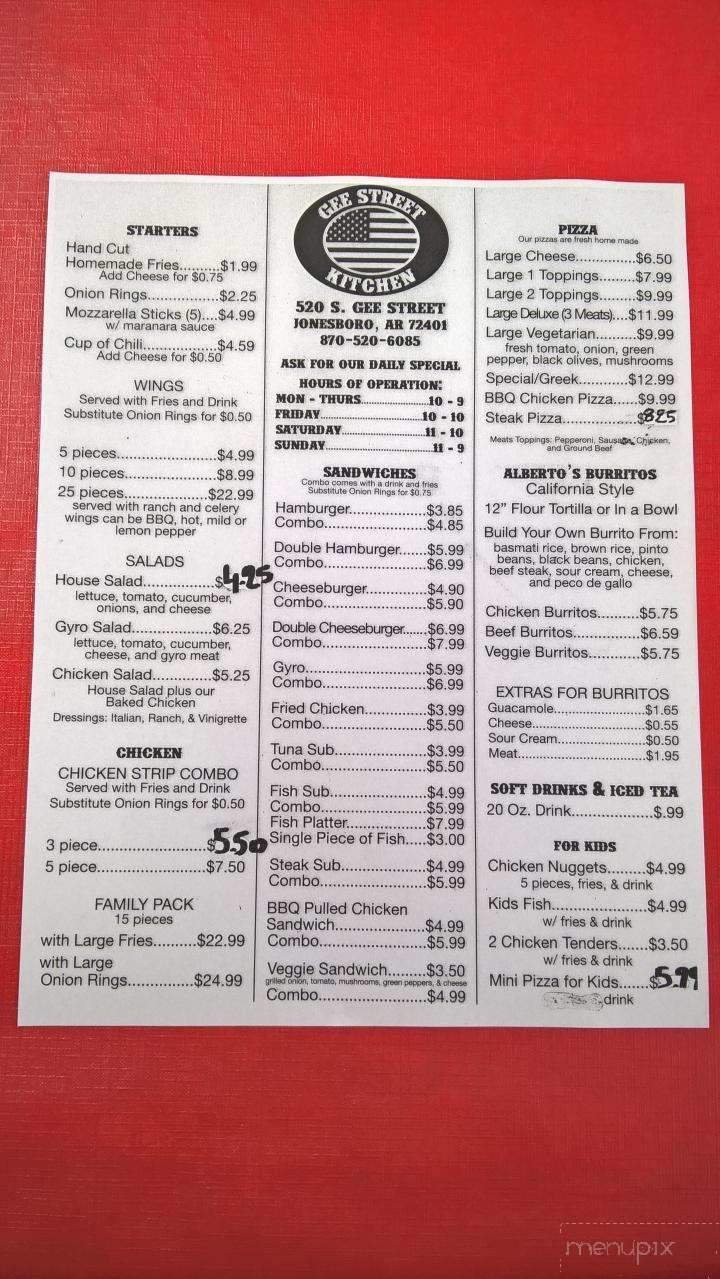 STARTERS
Hand Cut
Homemade Fries..........$1.99
Add Cheese for $0.75
Onion Rings..................$2.25
Mozzarella Sticks (5)....$4.99
w/ maranara sauce
Cup of Chili...................$4.59
Add Cheese for $0.50
WINGS
Served with Fries and Drink
Substitute Onion Rings for $0.50
5 pieces........................$4.99
10 pieces......................$8.99
25 pieces....................$22.99
served with ranch and celery
wings can be BBQ, hot, mild or
lemon pepper
SALADS
House Salad..................$4.25
lettuce, tomato, cucumber,
onions, and cheese
Gyro Salad....................$6.25
lettuce, tomato, cucumber,
cheese, and gyro meat
Chicken Salad...............$5.25
House Salad plus our
Baked Chicken
Dressings: Italian, Ranch, & Vinigrette
CHICKEN
CHICKEN STRIP COMBO
Served with Fries and Drink
Substitute Onion Rings for $0.50
3 piece...........................$5.50
5 piece...........................$7.50
FAMILY PACK
15 pieces
with Large Fries..........$22.99
with Large
Onion Rings................$24.99
GEE STREET
KITCHEN
520 S. GEE STREET
JONESBORO, AR 72401
870-520-6085
ASK FOR OUR DAILY SPECIAL
HOURS OF OPERATION:
MON - THURS......................10 - 9
FRIDAY.................................10 - 10
SATURDAY...........................11 - 10
SUNDAY................................11 - 9
SANDWICHES
Combo comes with a drink and fries
Substitute Onion Rings for $0.75
Hamburger...................$3.85
Combo..........................$4.85
Double Hamburger.......$5.99
Combo..........................$6.99
Cheeseburger...............$4.90
Combo..........................$5.90
Double Cheeseburger......$6.99
Combo..........................$7.99
Gyro..............................$5.99
Combo..........................$6.99
Fried Chicken...............$3.99
Combo..........................$5.50
Tuna Sub......................$3.99
Combo..........................$5.50
Fish Sub.......................$4.99
Combo..........................$5.99
Fish Platter...................$7.99
Single Piece of Fish.....$3.00
Steak Sub.....................$4.99
Combo..........................$5.99
BBQ Pulled Chicken
Sandwich......................$4.99
Combo..........................$5.99
Veggie Sandwich.........$3.50
grilled onion, tomato, mushrooms, green peppers, & cheese
Combo..........................$4.99
PIZZA
Our pizzas are fresh home made
Large Cheese..............$6.50
Large 1 Toppings.........$7.99
Large 2 Toppings.........$9.99
Large Deluxe (3 Meats)....$11.99
Large Vegetarian..........$9.99
fresh tomato, onion, green
pepper, black olives, mushrooms
Special/Greek............$12.99
BBQ Chicken Pizza......$9.99
Steak Pizza..................$8.25
Meats Toppings: Pepperoni, Sausage, Chicken,
and Ground Beef
ALBERTO'S BURRITOS
California Style
12" Flour Tortilla or In a Bowl
Build Your Own Burrito From:
basmati rice, brown rice, pinto
beans, black beans, chicken,
beef steak, sour cream, cheese,
and peco de gallo
Chicken Burritos..........$5.75
Beef Burritos...............$6.59
Veggie Burritos............$5.75
EXTRAS FOR BURRITOS
Guacamole.........................$1.65
Cheese...............................$0.55
Sour Cream........................$0.50
Meat...................................$1.95
SOFT DRINKS & ICED TEA
20 Oz. Drink....................$.99
FOR KIDS
Chicken Nuggets.........$4.99
5 pieces, fries, & drink
Kids Fish......................$4.99
w/ fries & drink
2 Chicken Tenders.......$3.50
w/ fries & drink
Mini Pizza for Kids.......$5.99
drink
menupix